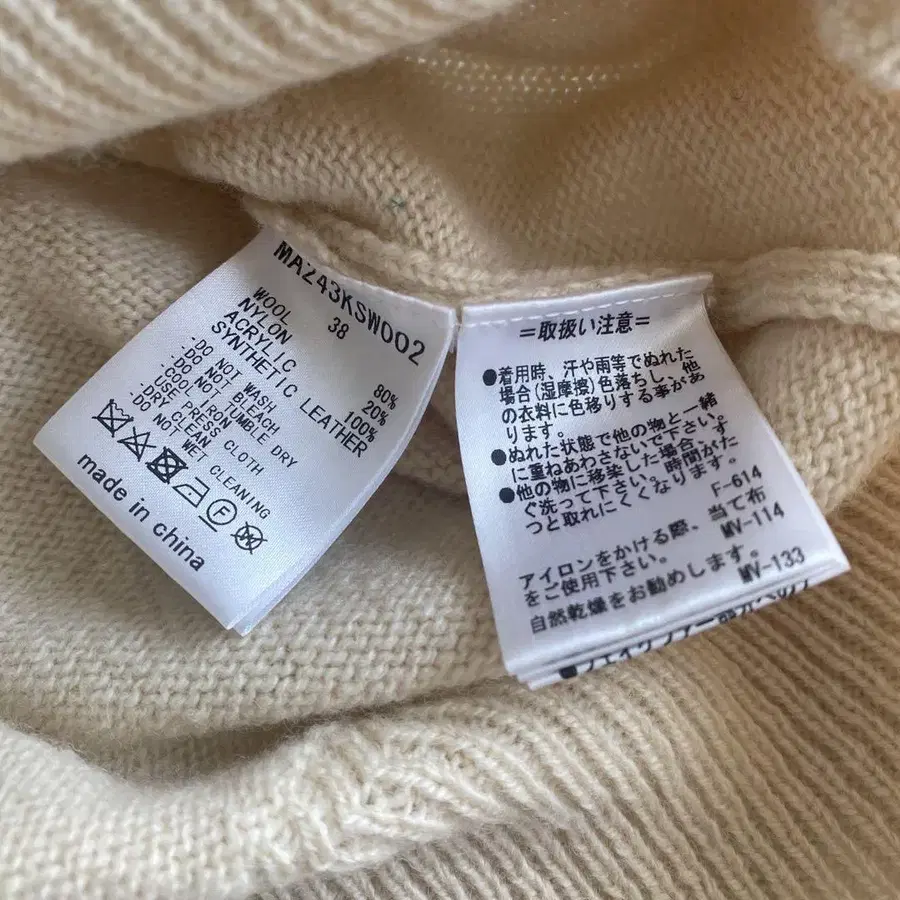 MA243KSW002
38
WOOL 80%
NYLON 20%
ACRYLIC 100%
SYNTHETIC LEATHER
- DO NOT WASH
- DO NOT BLEACH
- DO NOT TUMBLE DRY
- COOL IRON
DUSE PRESS CLOTH
- DRY CLEAN
- DO NOT WET CLEANING
F
made in china
=取扱い注意=
●着用時、汗や雨等でぬれた
場合(湿摩擦)色落ちし、他
の衣料に色移りする事があ
ります。
●ぬれた状態で他の物と一緒
に重ねあわさないで下さい。
●他の物に移染した場合、す
ぐ洗って下さい。時間がた
つと取れにくくなります。
F-614
アイロンをかける際、当て布
をご使用下さい。 MV-114
自然乾燥をお勧めします。 MV-133